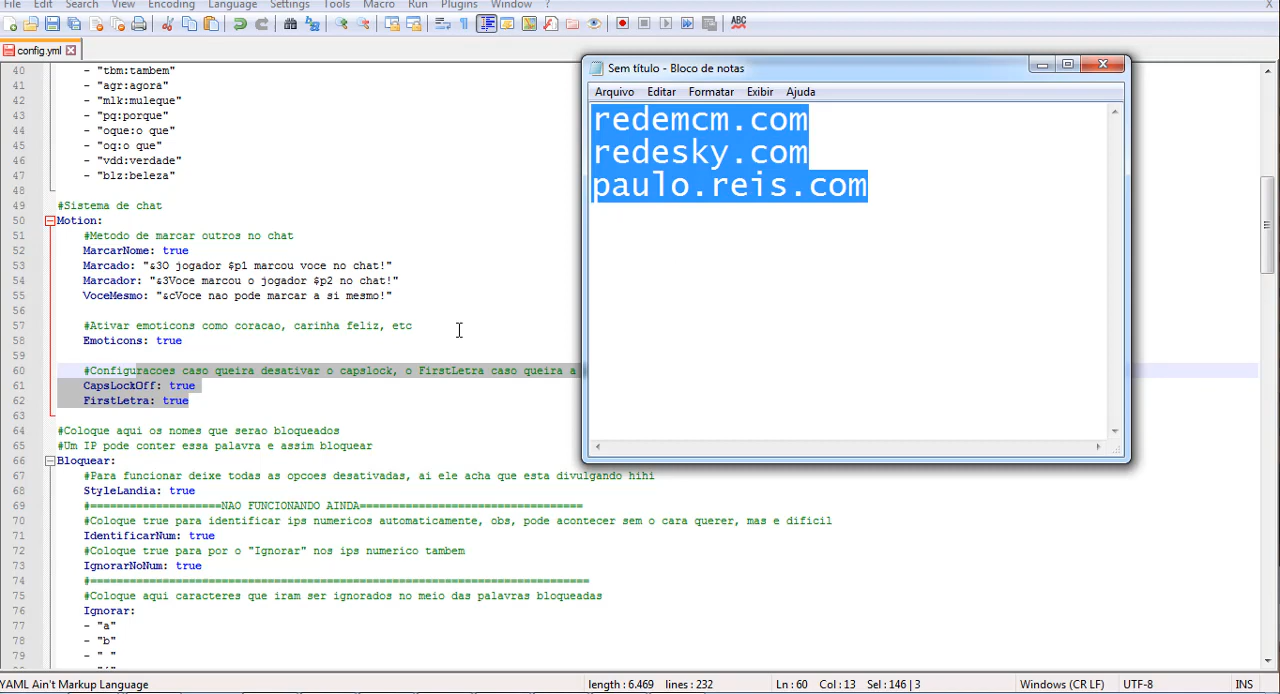 File Edit Search View Encoding Language Settings Tools Macro Run Plugins Window ? X
config.yml
40 - "tbm:tambem"
41 - "agr:agora"
42 - "mlk:muleque"
43 - "pq:porque"
44 - "oque:o que"
45 - "oq:o que"
46 - "vdd:verdade"
47 - "blz:beleza"
48
49 #Sistema de chat
50 Motion:
51 #Metodo de marcar outros no chat
52 MarcarNome: true
53 Marcado: "&3O jogador $p1 marcou voce no chat!"
54 Marcador: "&3Voce marcou o jogador $p2 no chat!"
55 VoceMesmo: "&cVoce nao pode marcar a si mesmo!"
56
57 #Ativar emoticons como coracao, carinha feliz, etc
58 Emoticons: true
59
60 #Configuracoes caso queira desativar o capslock, o FirstLetra caso queira a
61 CapsLockOff: true
62 FirstLetra: true
63
64 #Coloque aqui os nomes que serao bloqueados
65 #Um IP pode conter essa palavra e assim bloquear
66 Bloquear:
67 #Para funcionar deixe todas as opcoes desativadas, ai ele acha que esta divulgando hihi
68 StyleLandia: true
69 #====================NAO FUNCIONANDO AINDA==================================
70 #Coloque true para identificar ips numericos automaticamente, obs, pode acontecer sem o cara querer, mas e dificil
71 IdentificarNum: true
72 #Coloque true para por o "Ignorar" nos ips numerico tambem
73 IgnorarNoNum: true
74 #============================================================================
75 #Coloque aqui caracteres que iram ser ignorados no meio das palavras bloqueadas
76 Ignorar:
77 - "a"
78 - "b"
79 - " "
Sem título - Bloco de notas
Arquivo Editar Formatar Exibir Ajuda
redemcm.com
redesky.com
paulo.reis.com
YAML Ain't Markup Language length : 6.469 lines : 232 Ln : 60 Col : 13 Sel : 146 | 3 Windows (CR LF) UTF-8 INS